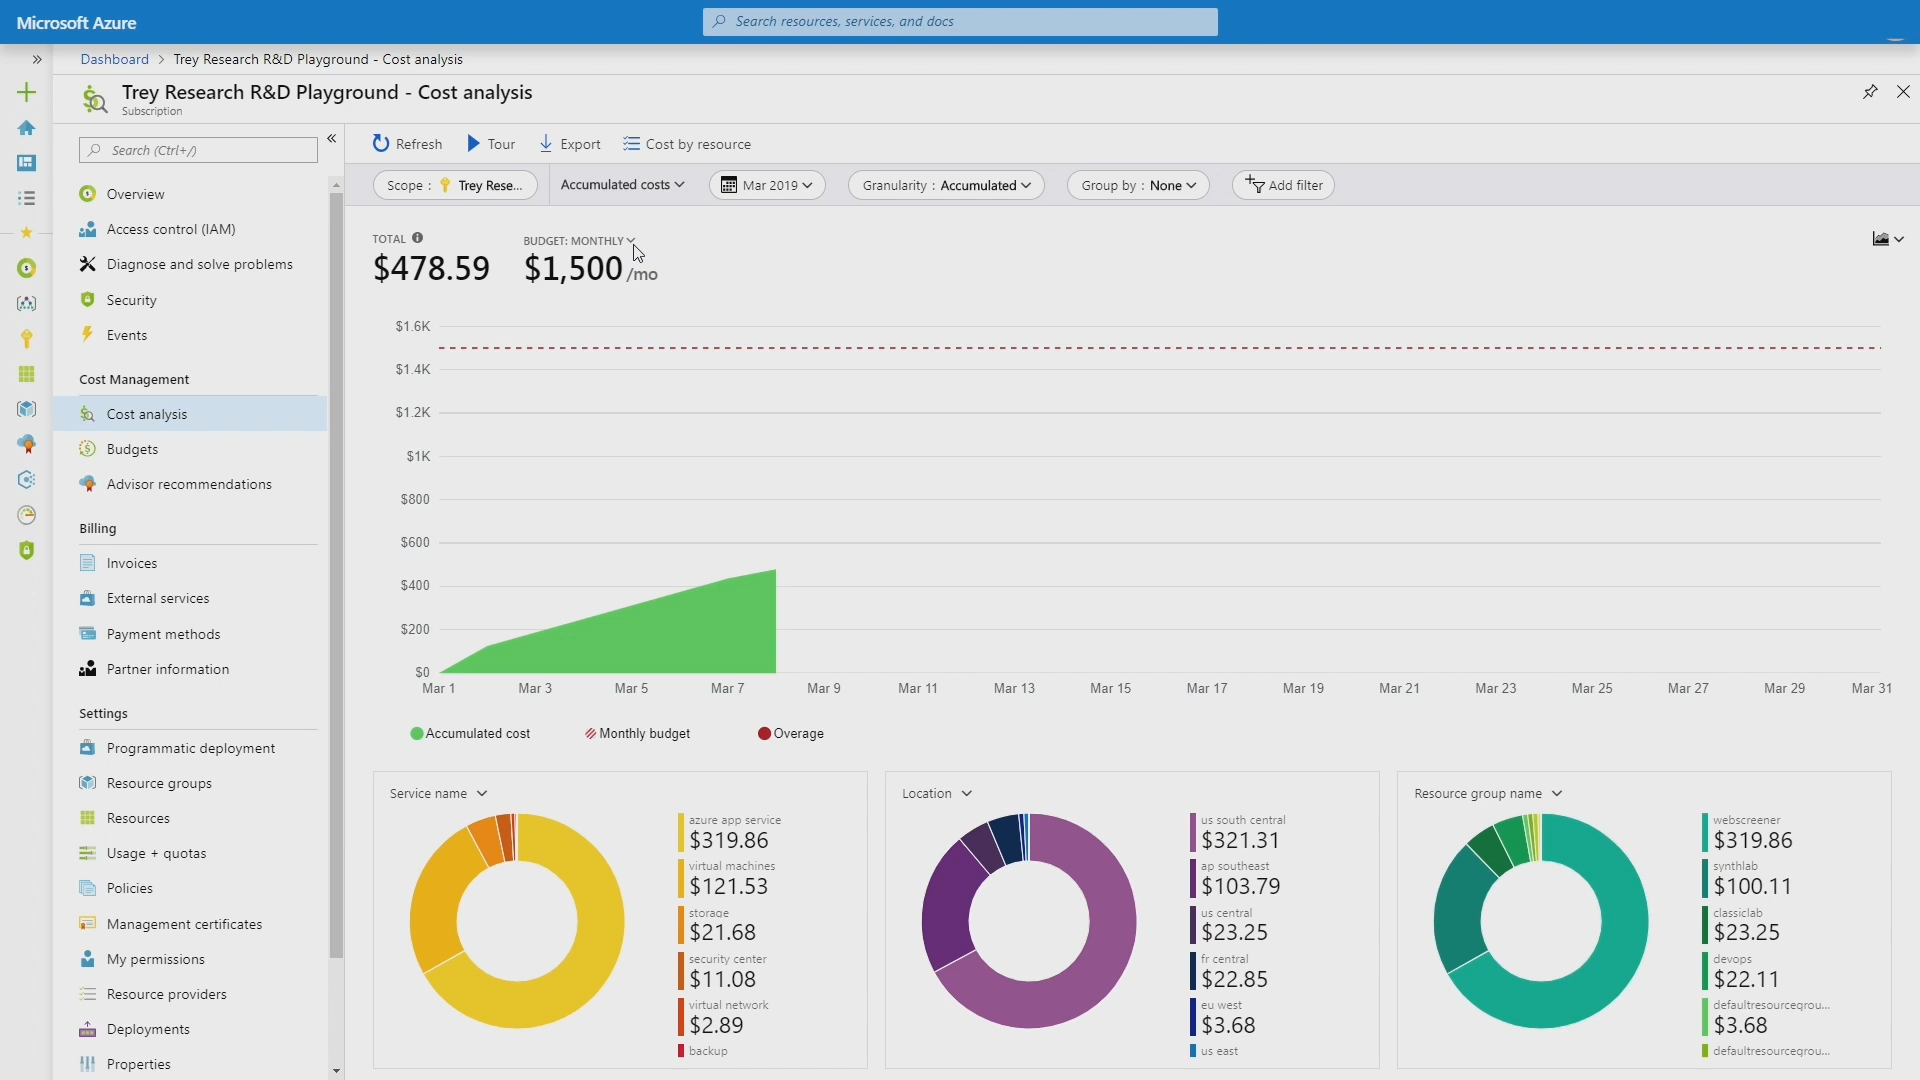 Microsoft Azure
Search resources, services, and docs
Dashboard > Trey Research R&D Playground - Cost analysis
Trey Research R&D Playground - Cost analysis
Subscription
Search (Ctrl+/)
Overview
Access control (IAM)
Diagnose and solve problems
Security
Events
Cost Management
Cost analysis
Budgets
Advisor recommendations
Billing
Invoices
External services
Payment methods
Partner information
Settings
Programmatic deployment
Resource groups
Resources
Usage + quotas
Policies
Management certificates
My permissions
Resource providers
Deployments
Properties
Refresh Tour Export Cost by resource
Scope : Trey Rese... Accumulated costs Mar 2019 Granularity : Accumulated Group by : None Add filter
TOTAL BUDGET: MONTHLY
$478.59 $1,500 /mo
$1.6K
$1.4K
$1.2K
$1K
$800
$600
$400
$200
$0
Mar 1 Mar 3 Mar 5 Mar 7 Mar 9 Mar 11 Mar 13 Mar 15 Mar 17 Mar 19 Mar 21 Mar 23 Mar 25 Mar 27 Mar 29 Mar 31
Accumulated cost Monthly budget Overage
Service name
azure app service
$319.86
virtual machines
$121.53
storage
$21.68
security center
$11.08
virtual network
$2.89
backup
Location
us south central
$321.31
ap southeast
$103.79
us central
$23.25
fr central
$22.85
eu west
$3.68
us east
Resource group name
webscreener
$319.86
synthlab
$100.11
classiclab
$23.25
devops
$22.11
defaultresourcegrou...
$3.68
defaultresourcegrou...